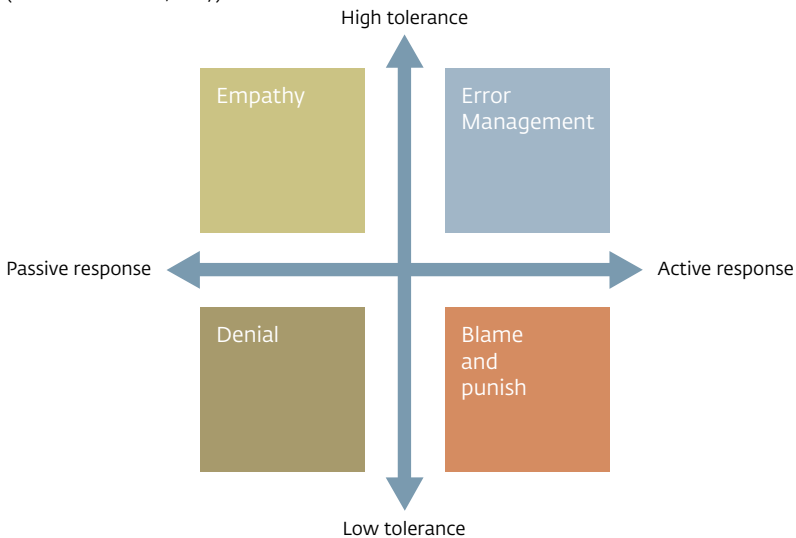 High tolerance
Empathy
Error
Management
Passive response
Active response
Denial
Blame
and
punish
Low tolerance